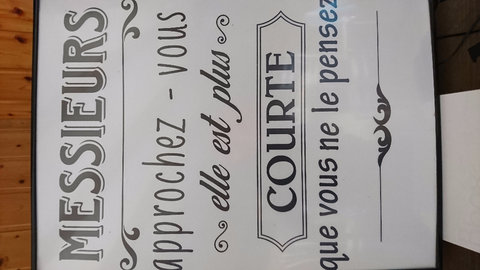 MESSIEURS
approchez - vous
elle est plus
COURTE
que vous ne le pensez